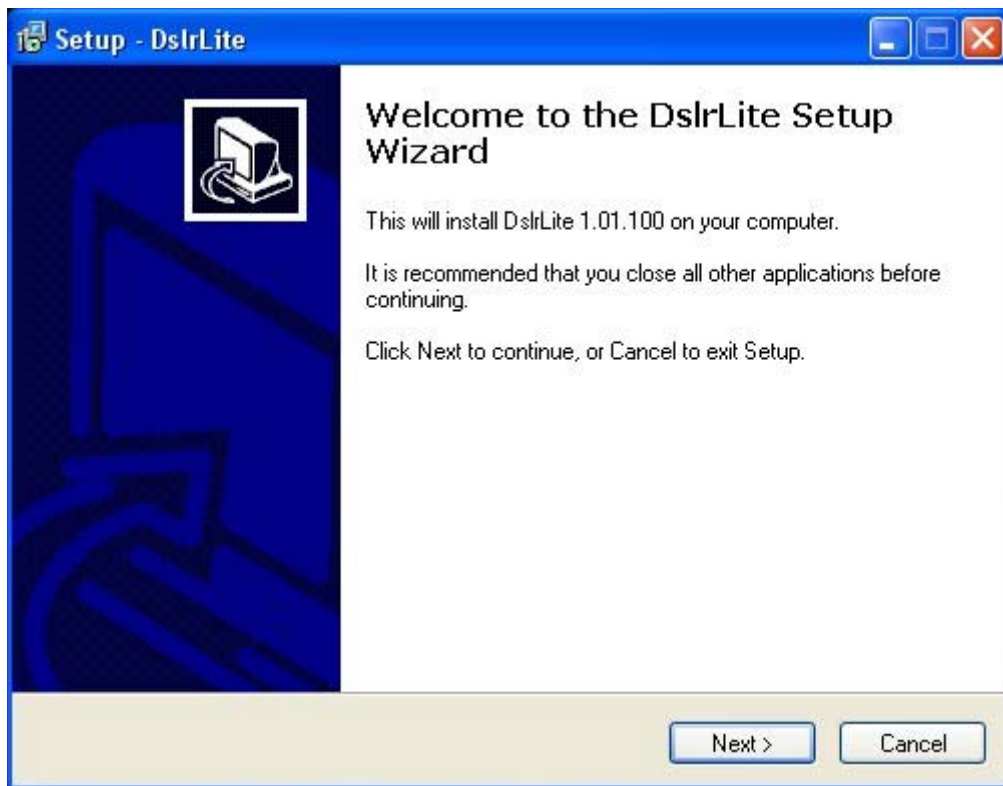 Setup - DslrLite
Welcome to the DslrLite Setup
Wizard
This will install DslrLite 1.01.100 on your computer.
It is recommended that you close all other applications before
continuing.
Click Next to continue, or Cancel to exit Setup.
Next >
Cancel